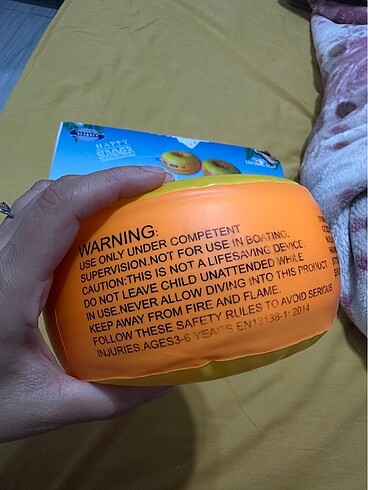 HAPPY
WARNING:
USE ONLY UNDER COMPETENT
SUPERVISION.NOT FOR USE IN BOATING,
CAUTION:THIS IS NOT A LIFESAVING DEVICE.
DO NOT LEAVE CHILD UNATTENDED WHILE
IN USE.NEVER ALLOW DIVING INTO THIS PRODUCT
KEEP AWAY FROM FIRE AND FLAME.
FOLLOW THESE SAFETY RULES TO AVOID SERIOUS
INJURIES.AGES3-6 YEARS EN13138-1: 2014